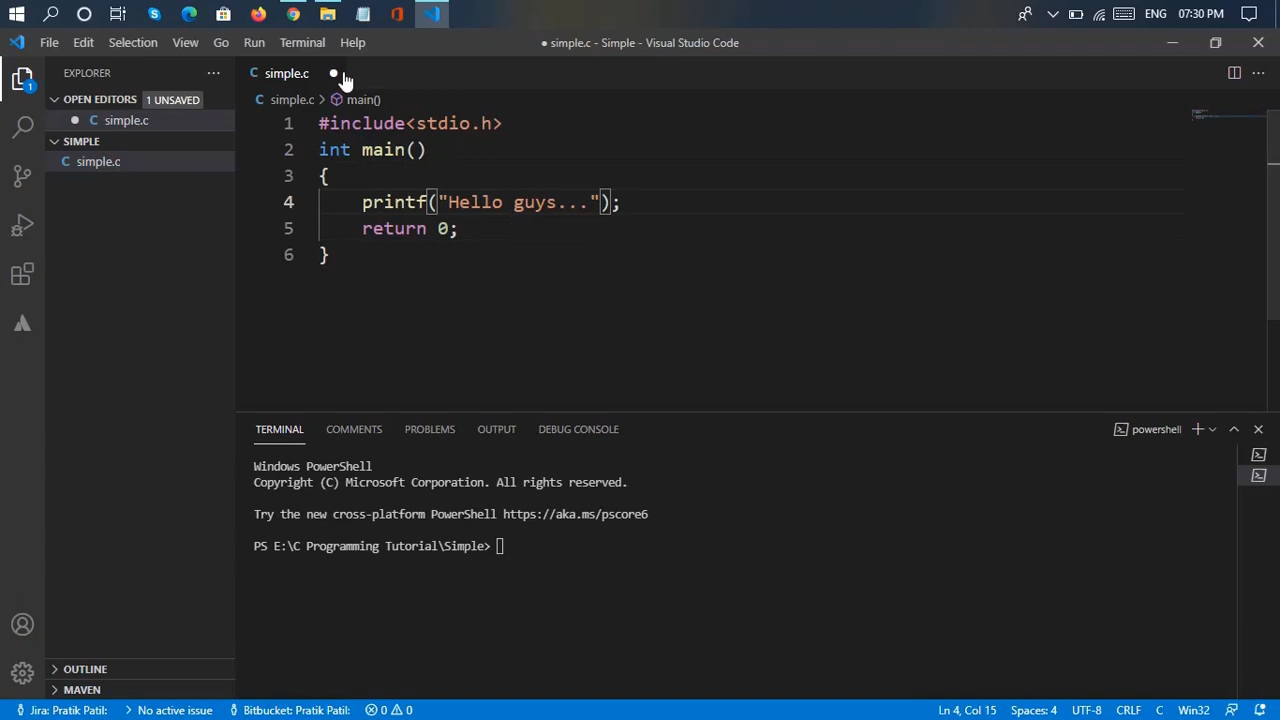 ENG 07:30 PM
File Edit Selection View Go Run Terminal Help ● simple.c - Simple - Visual Studio Code
EXPLORER ···
C simple.c ●
1
OPEN EDITORS 1 UNSAVED
C simple.c > main()
● C simple.c
SIMPLE
C simple.c
1 #include<stdio.h>
2 int main()
3 {
4 printf("Hello guys...");
5 return 0;
6 }
TERMINAL COMMENTS PROBLEMS OUTPUT DEBUG CONSOLE powershell
Windows PowerShell
Copyright (C) Microsoft Corporation. All rights reserved.
Try the new cross-platform PowerShell https://aka.ms/pscore6
PS E:\C Programming Tutorial\Simple>
OUTLINE
MAVEN
Jira: Pratik Patil: No active issue Bitbucket: Pratik Patil: 0 0 Ln 4, Col 15 Spaces: 4 UTF-8 CRLF C Win32